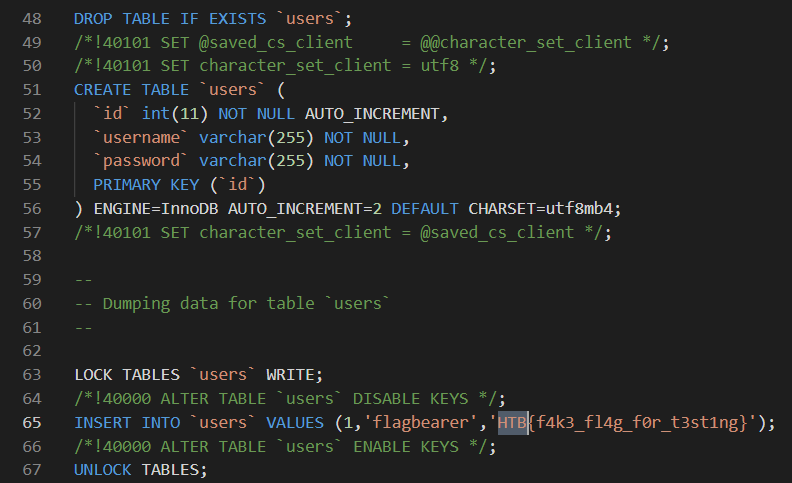 48 DROP TABLE IF EXISTS `users`;
49 /*!40101 SET @saved_cs_client     = @@character_set_client */;
50 /*!40101 SET character_set_client = utf8 */;
51 CREATE TABLE `users` (
52   `id` int(11) NOT NULL AUTO_INCREMENT,
53   `username` varchar(255) NOT NULL,
54   `password` varchar(255) NOT NULL,
55   PRIMARY KEY (`id`)
56 ) ENGINE=InnoDB AUTO_INCREMENT=2 DEFAULT CHARSET=utf8mb4;
57 /*!40101 SET character_set_client = @saved_cs_client */;
58
59 --
60 -- Dumping data for table `users`
61 --
62
63 LOCK TABLES `users` WRITE;
64 /*!40000 ALTER TABLE `users` DISABLE KEYS */;
65 INSERT INTO `users` VALUES (1,'flagbearer','HTB{f4k3_fl4g_f0r_t3st1ng}');
66 /*!40000 ALTER TABLE `users` ENABLE KEYS */;
67 UNLOCK TABLES;